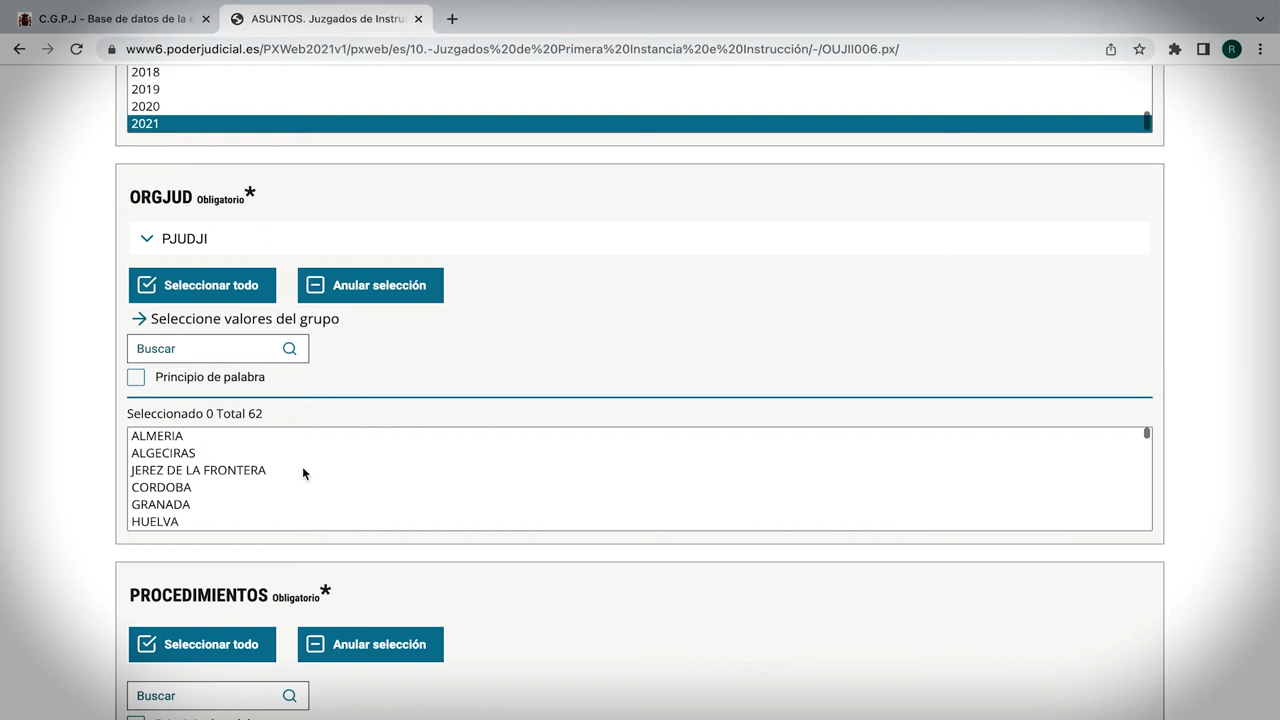 C.G.P.J - Base de datos de la
ASUNTOS. Juzgados de Instru
www6.poderjudicial.es/PXWeb2021v1/pxweb/es/10.-Juzgados%20de%20Primera%20Instancia%20e%20Instrucción-/OUJII006.px/
R
2018
2019
2020
2021
ORGJUD Obligatorio*
PJUDJI
Seleccionar todo Anular selección
Seleccione valores del grupo
Buscar
Principio de palabra
Seleccionado 0 Total 62
ALMERIA
ALGECIRAS
JEREZ DE LA FRONTERA
CORDOBA
GRANADA
HUELVA
PROCEDIMIENTOS Obligatorio*
Seleccionar todo Anular selección
Buscar